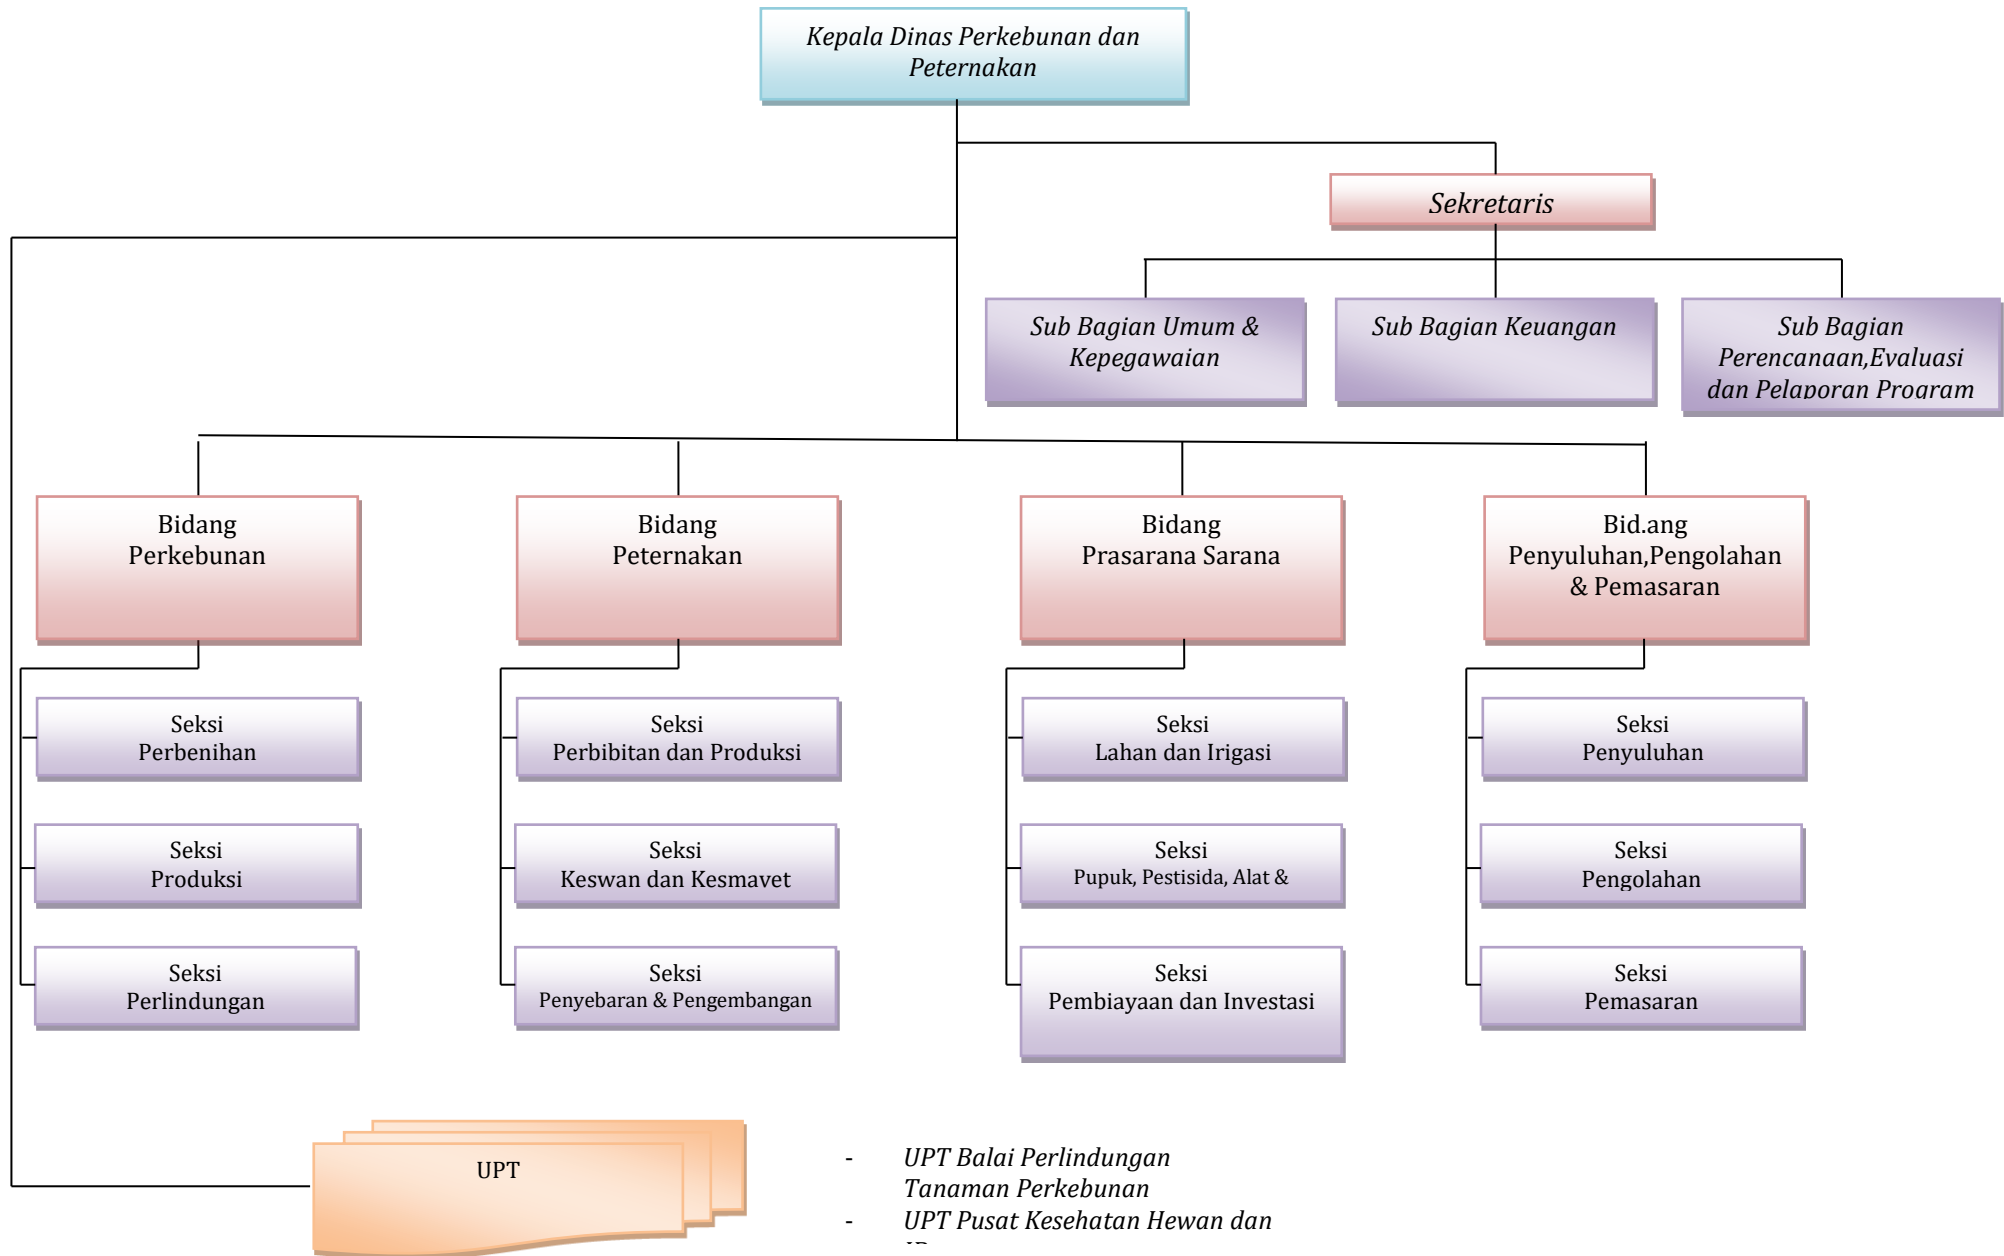 Kepala Dinas Perkebunan dan
Peternakan
Sekretaris
Sub Bagian Umum &
Kepegawaian
Sub Bagian Keuangan
Sub Bagian
Perencanaan,Evaluasi
dan Pelaporan Program
Bidang
Perkebunan
Bidang
Peternakan
Bidang
Prasarana Sarana
Bid.ang
Penyuluhan,Pengolahan
& Pemasaran
Seksi
Perbenihan
Seksi
Perbibitan dan Produksi
Seksi
Lahan dan Irigasi
Seksi
Penyuluhan
Seksi
Produksi
Seksi
Keswan dan Kesmavet
Seksi
Pupuk, Pestisida, Alat &
Seksi
Pengolahan
Seksi
Perlindungan
Seksi
Penyebaran & Pengembangan
Seksi
Pembiayaan dan Investasi
Seksi
Pemasaran
UPT
- UPT Balai Perlindungan
Tanaman Perkebunan
- UPT Pusat Kesehatan Hewan dan